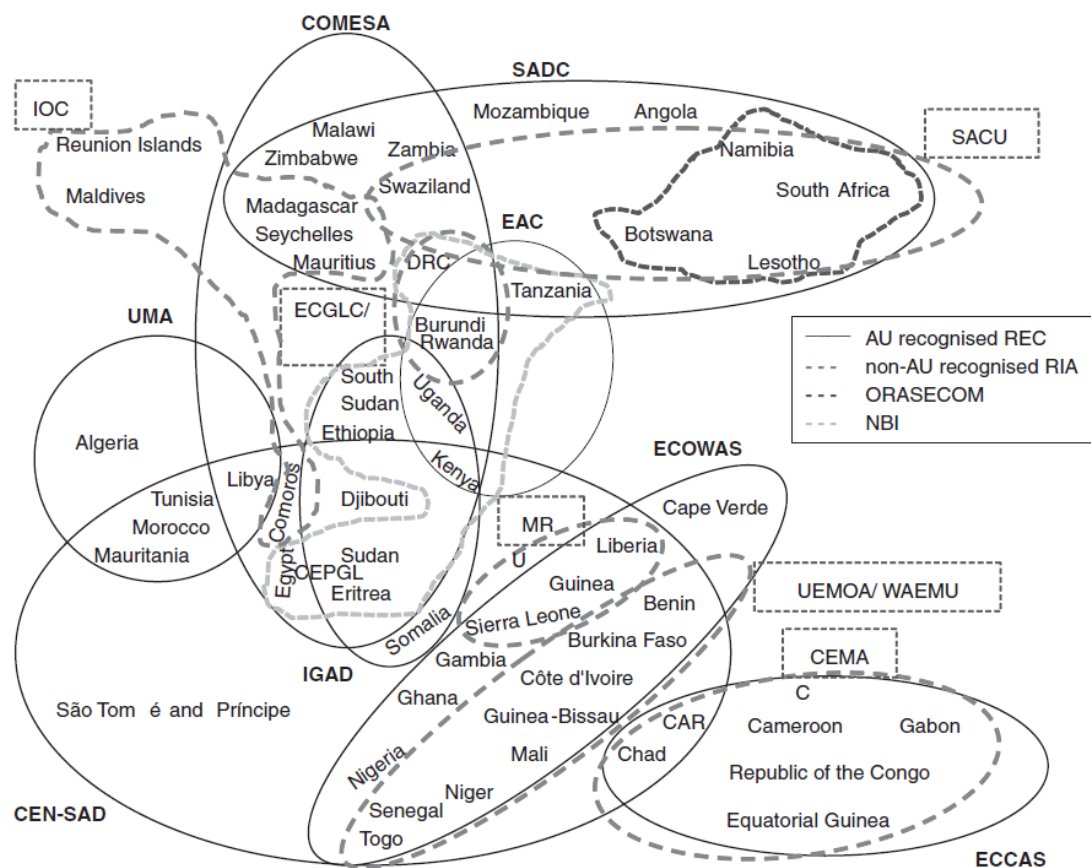 COMESA
SADC
IOC
Mozambique
Angola
Reunion Islands
Malawi
SACU
Zimbabwe
Zambia
Namibia
Maldives
Swaziland
South Africa
Madagascar
Seychelles
EAC
Botswana
Mauritius
DRC
Lesotho
Tanzania
UMA
ECGLC/
Burundi
Rwanda
AU recognised REC
non-AU recognised RIA
ORASECOM
NBI
South
Sudan
Uganda
Ethiopia
Algeria
ECOWAS
Kenya
Libya
Comoros
Tunisia
Djibouti
Cape Verde
Morocco
MR
U
Mauritania
Liberia
Egypt
Sudan
OEPGL
Eritrea
Guinea
UEMOA/ WAEMU
Benin
Sierra Leone
Somalia
Burkina Faso
Gambia
CEMA
C
IGAD
Côte d'Ivoire
Ghana
São Tom é and Príncipe
Guinea-Bissau
CAR
Cameroon
Gabon
Nigeria
Mali
Chad
Republic of the Congo
Niger
Senegal
CEN-SAD
Equatorial Guinea
Togo
ECCAS